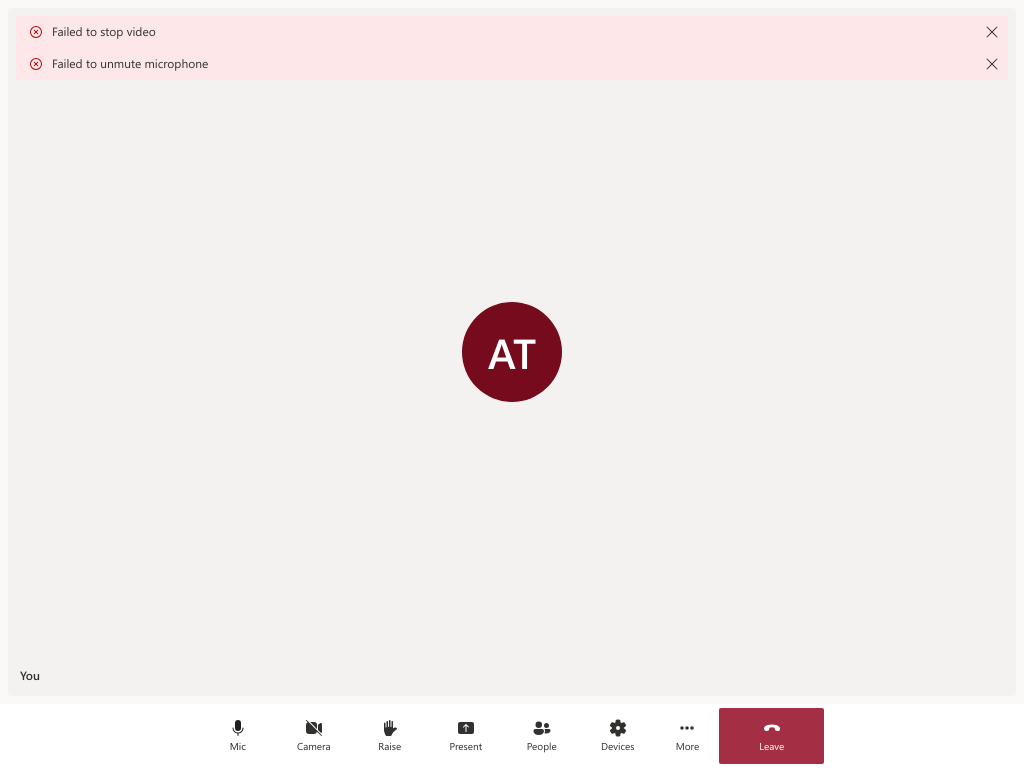 Failed to stop video
Failed to unmute microphone
AT
You
Mic
Camera
Raise
Present
People
Devices
More
Leave